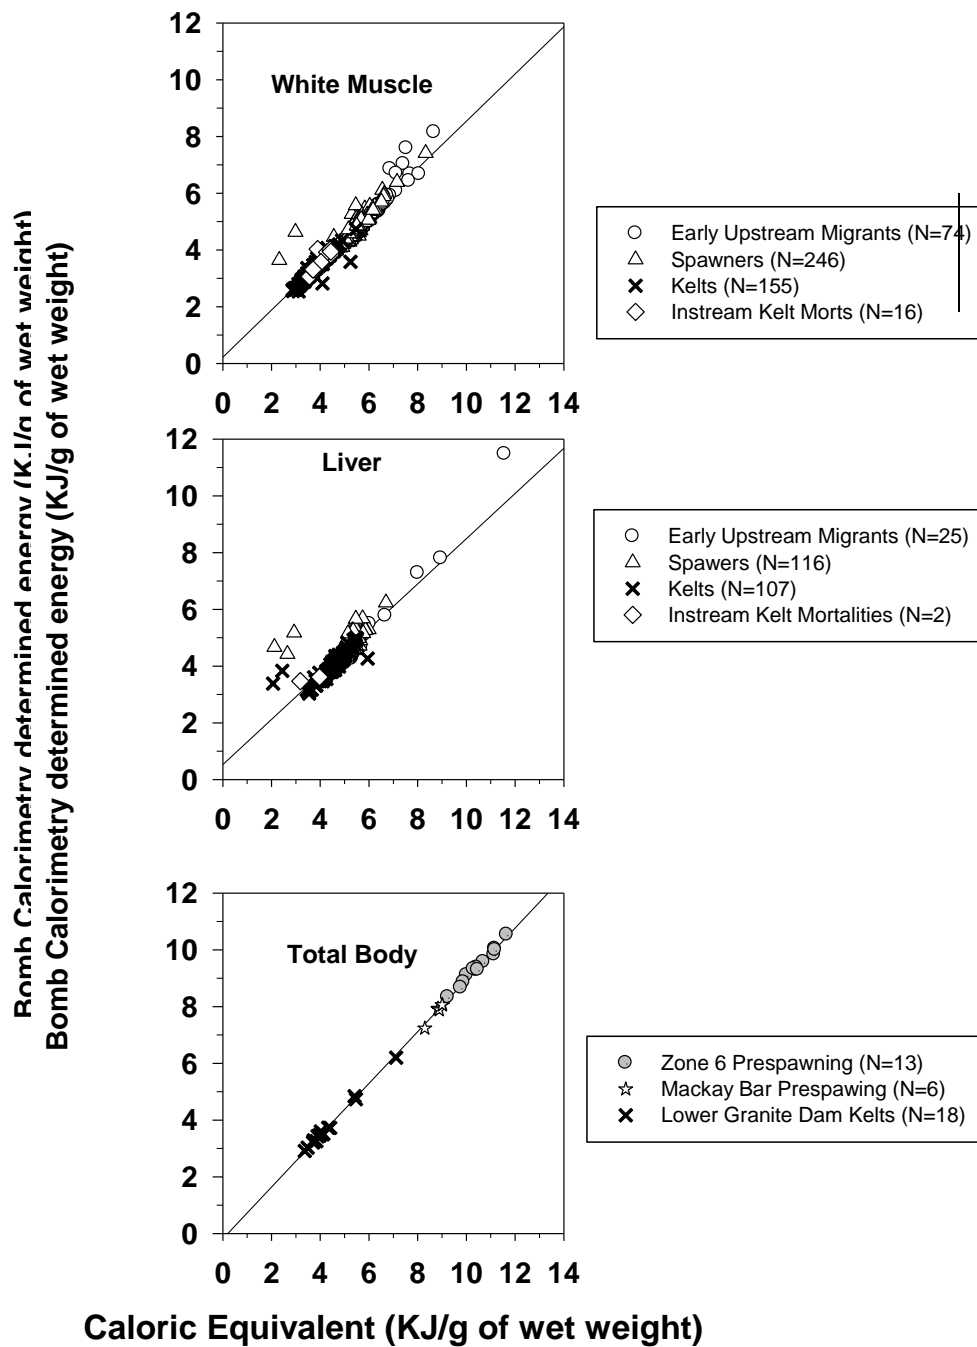 12
10
8
6
4
2
0
White Muscle
0 2 4 6 8 10 12 14
Early Upstream Migrants (N=74)
Spawners (N=246)
Kelts (N=155)
Instream Kelt Morts (N=16)
Bomb Calorimetry determined energy (KJ/g of wet weight)
Bomb Calorimetry determined energy (KJ/g of wet weight)
12
10
8
6
4
2
0
Liver
0 2 4 6 8 10 12 14
Early Upstream Migrants (N=25)
Spawers (N=116)
Kelts (N=107)
Instream Kelt Mortalities (N=2)
12
10
8
6
4
2
0
Total Body
0 2 4 6 8 10 12 14
Zone 6 Prespawning (N=13)
Mackay Bar Prespawing (N=6)
Lower Granite Dam Kelts (N=18)
Caloric Equivalent (KJ/g of wet weight)